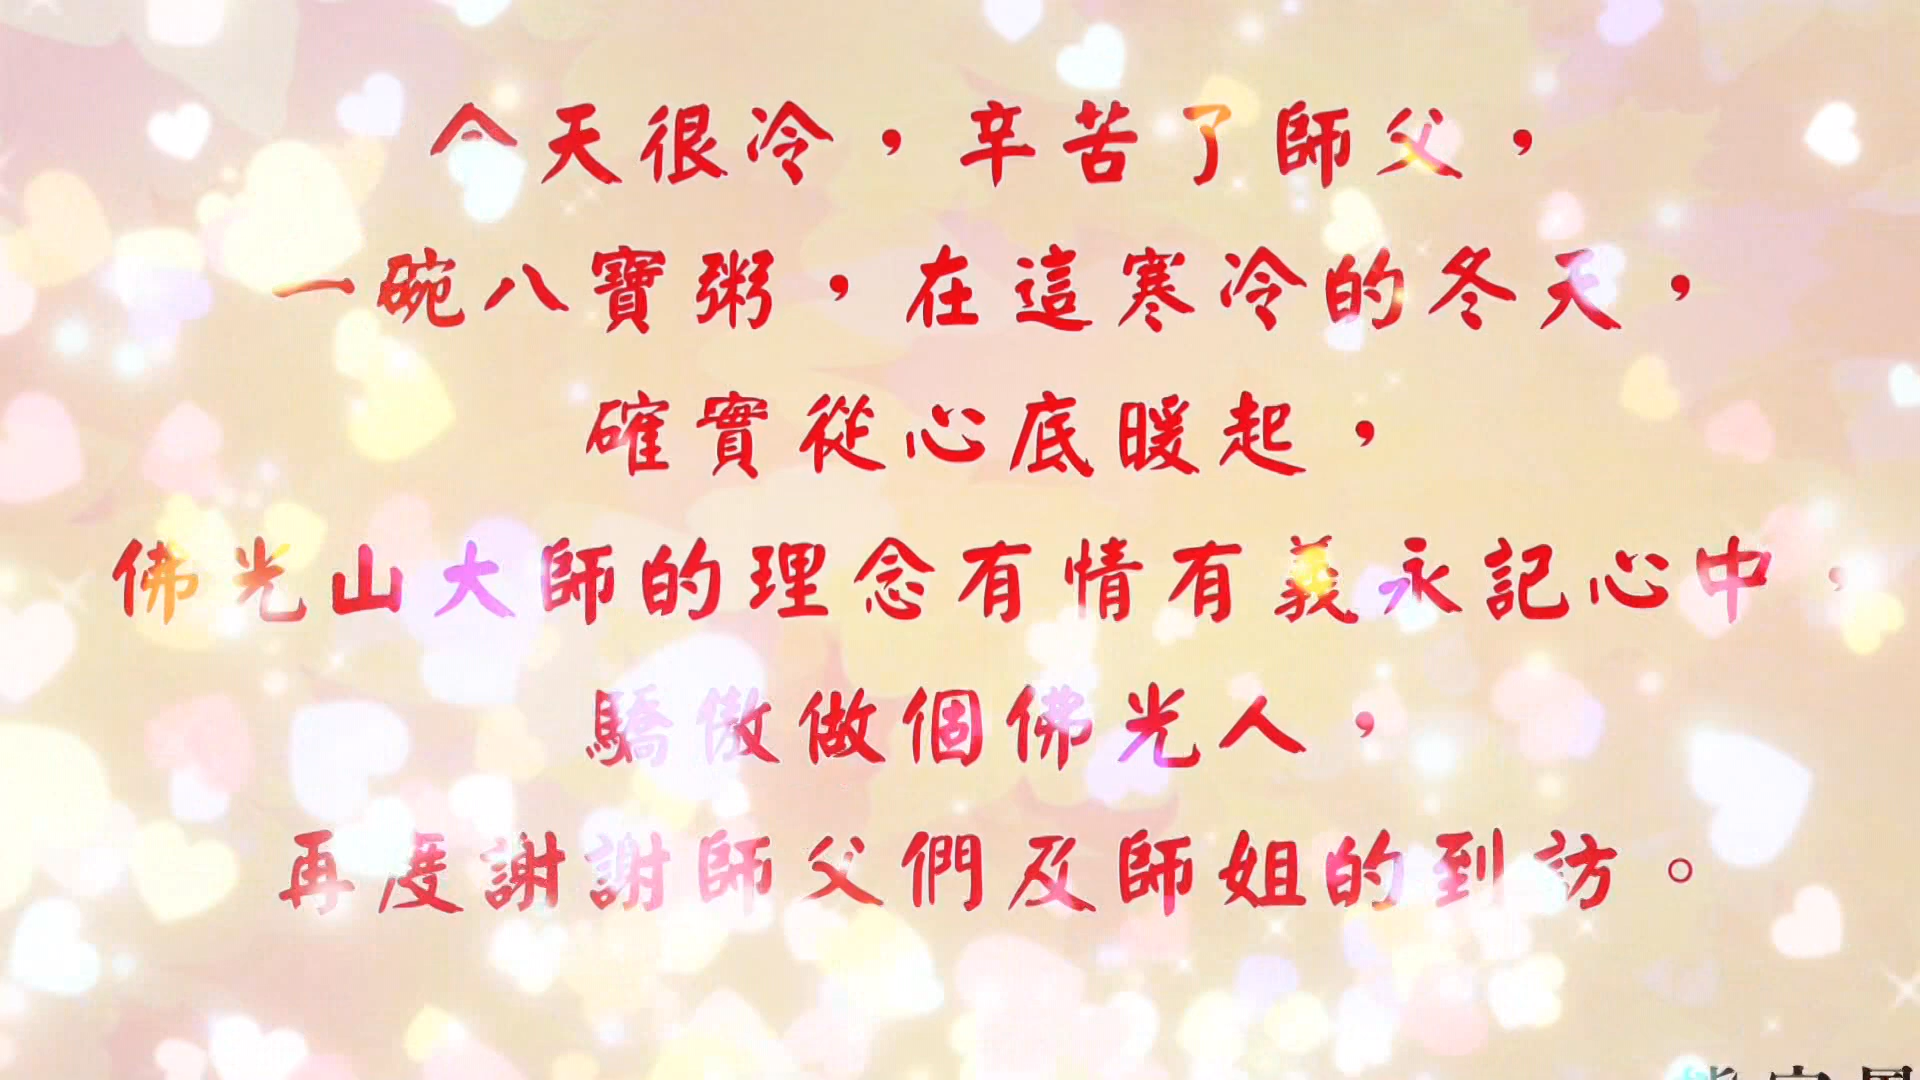 今天很冷，辛苦了師父，
一碗八寶粥，在這寒冷的冬天，
確實從心底暖起，
佛光山大師的理念有情有義永記心中，
驕傲做個佛光人，
再度謝謝師父們及師姐的到訪。